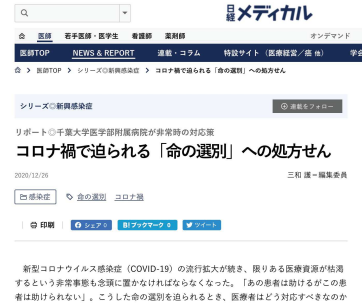 日経メディカル
医師 若手医師・医学生 看護師 薬剤師 オンデマンド
医師TOP NEWS & REPORT 連載・コラム 特設サイト（医療経営／癌 他） 学会
医師TOP > シリーズ◎新興感染症 > コロナ禍で迫られる「命の選別」への処方せん
シリーズ◎新興感染症 連載をフォロー
リポート◎千葉大学医学部附属病院が非常時の対応策
コロナ禍で迫られる「命の選別」への処方せん
2020/12/26 三和 護＝編集委員
感染症 命の選別 コロナ禍
印刷 シェア 0 B!ブックマーク 0 ツイート
新型コロナウイルス感染症（COVID-19）の流行拡大が続き、限りある医療資源が枯渇
するという非常事態も念頭に置かなければならなくなった。「あの患者は助けるがこの患
者は助けられない」。こうした命の選別を迫られるとき、医療者はどう対応すべきなのか